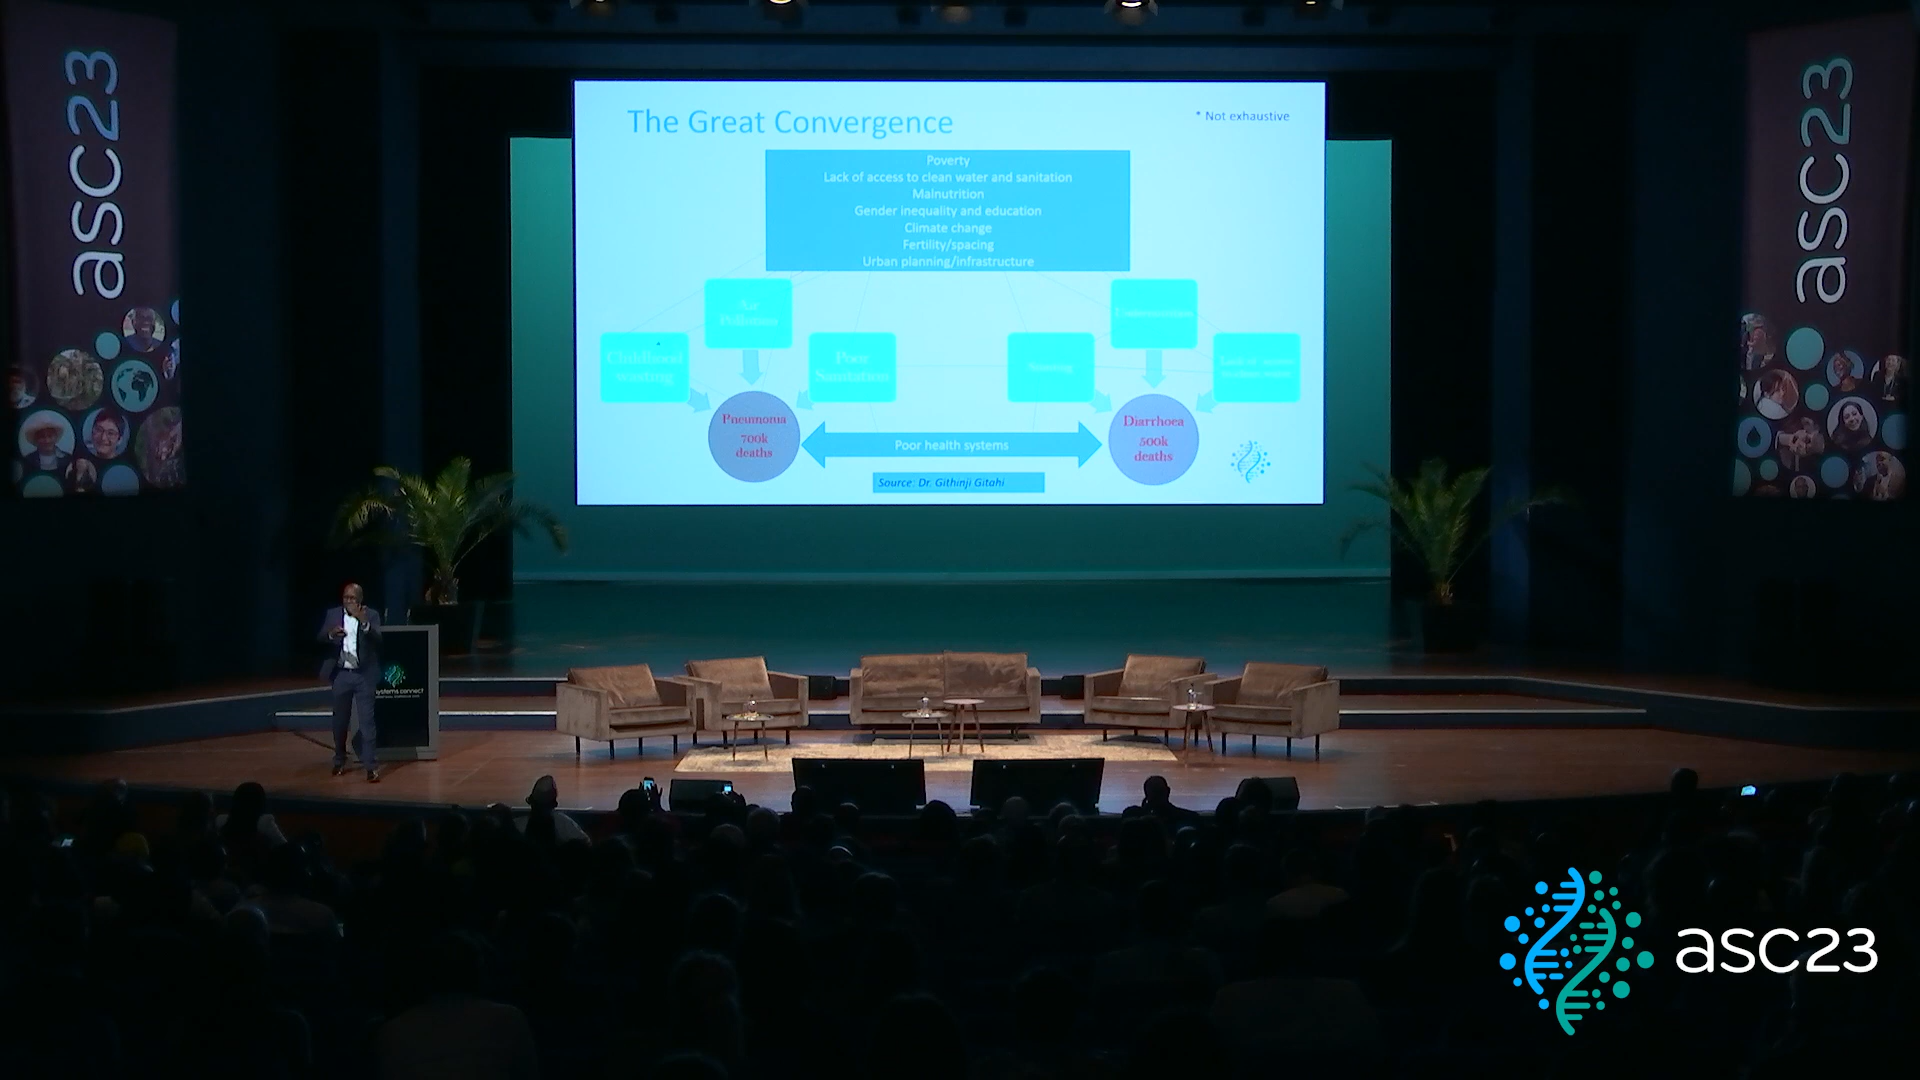 asc23
asc23
The Great Convergence
* Not exhaustive
Poverty
Lack of access to clean water and sanitation
Malnutrition
Gender inequality and education
Climate change
Fertility/spacing
Urban planning/infrastructure
Air
Pollution
Childhood
wasting
Poor
Sanitation
Pneumonia
700k
deaths
Diarrhoea
500k
deaths
Poor health systems
Source: Dr. Githinji Gitahi
systems connect
asc23